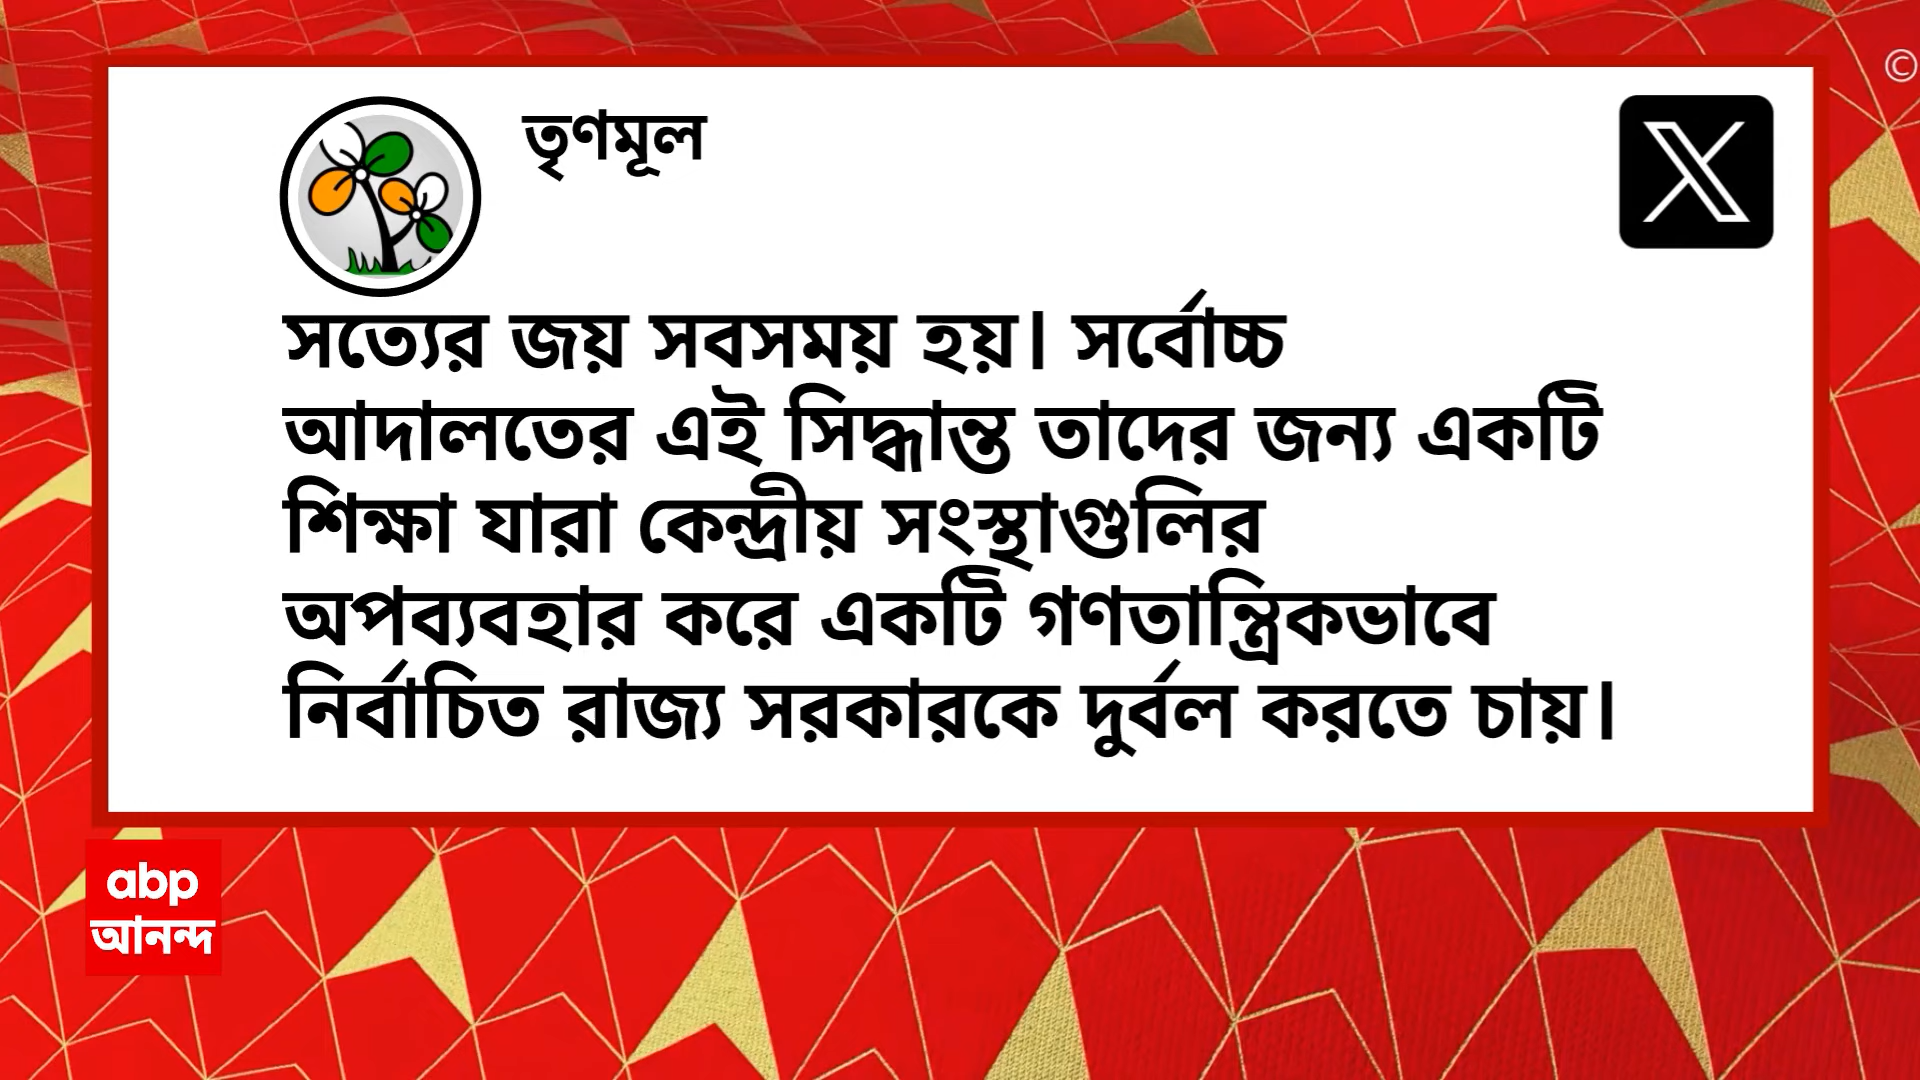 ©
তৃণমূল
X
সত্যের জয় সবসময় হয়। সর্বোচ্চ
আদালতের এই সিদ্ধান্ত তাদের জন্য একটি
শিক্ষা যারা কেন্দ্রীয় সংস্থাগুলির
অপব্যবহার করে একটি গণতান্ত্রিকভাবে
নির্বাচিত রাজ্য সরকারকে দুর্বল করতে চায়।
abp
আনন্দ